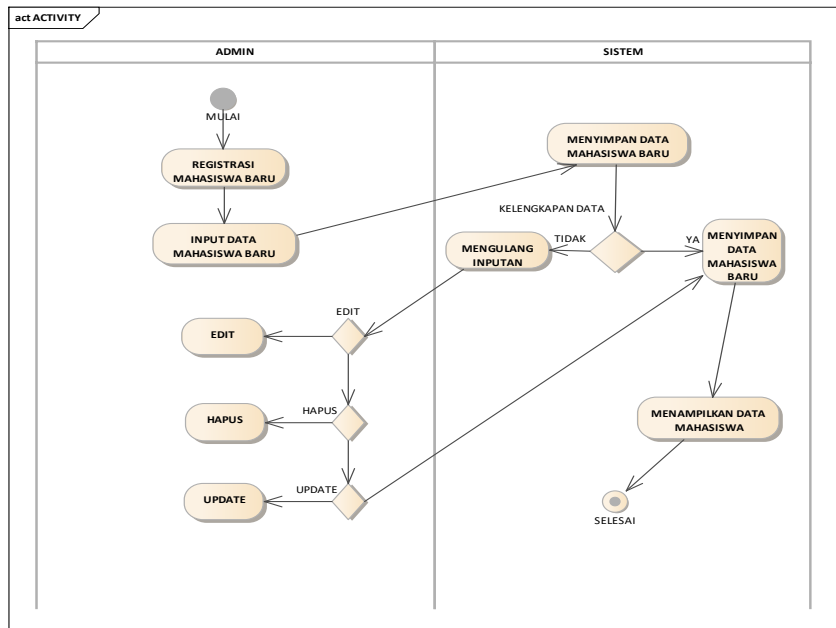 act ACTIVITY
ADMIN
SISTEM
MULAI
REGISTRASI
MAHASISWA BARU
INPUT DATA
MAHASISWA BARU
MENYIMPAN DATA
MAHASISWA BARU
KELENGKAPAN DATA
TIDAK
YA
MENGULANG
INPUTAN
MENYIMPAN
DATA
MAHASISWA
BARU
EDIT
EDIT
HAPUS
HAPUS
UPDATE
UPDATE
MENAMPILKAN DATA
MAHASISWA
SELESAI